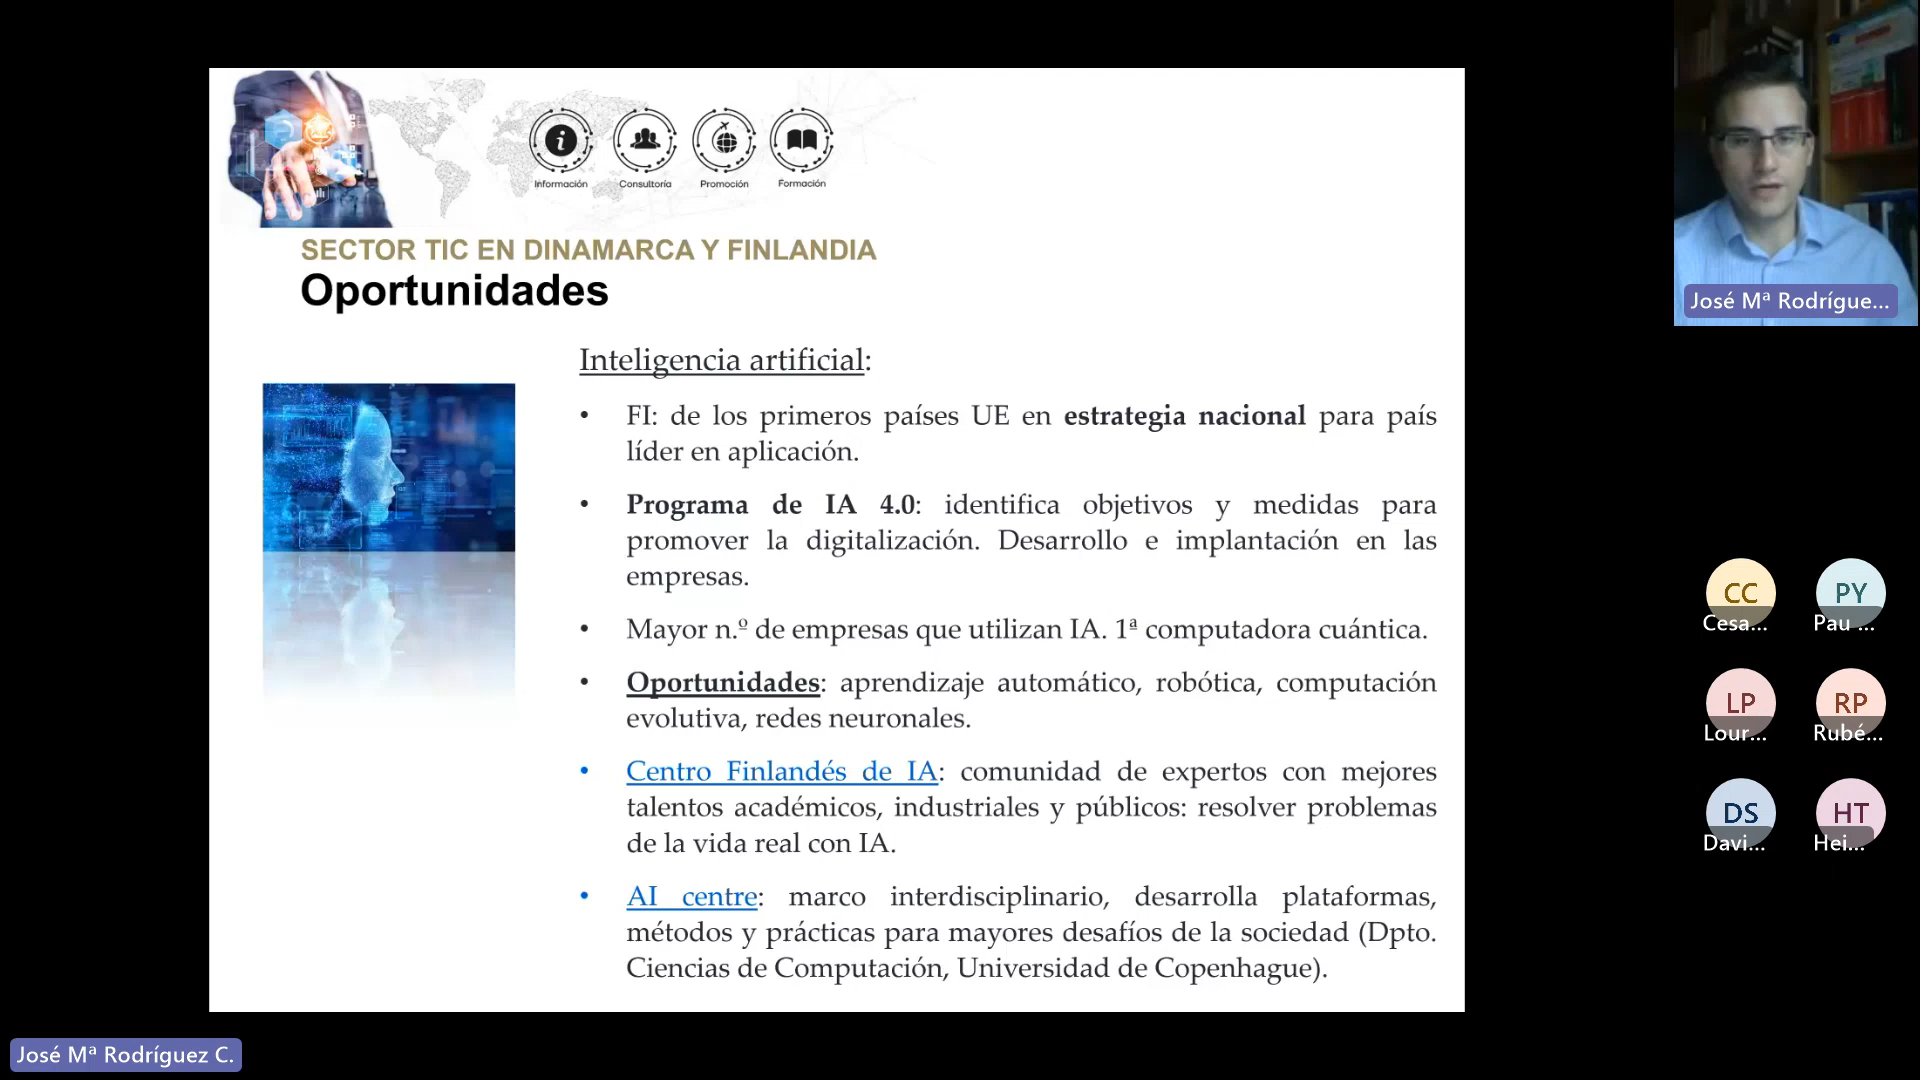 Información
Consultoría
Promoción
Formación
SECTOR TIC EN DINAMARCA Y FINLANDIA
Oportunidades
Inteligencia artificial:
• FI: de los primeros países UE en estrategia nacional para país
líder en aplicación.
• Programa de IA 4.0: identifica objetivos y medidas para
promover la digitalización. Desarrollo e implantación en las
empresas.
• Mayor n.º de empresas que utilizan IA. 1ª computadora cuántica.
• Oportunidades: aprendizaje automático, robótica, computación
evolutiva, redes neuronales.
• Centro Finlandés de IA: comunidad de expertos con mejores
talentos académicos, industriales y públicos: resolver problemas
de la vida real con IA.
• AI centre: marco interdisciplinario, desarrolla plataformas,
métodos y prácticas para mayores desafíos de la sociedad (Dpto.
Ciencias de Computación, Universidad de Copenhague).
José Mª Rodrígue...
CC
Cesa...
PY
Pau ...
LP
Lour...
RP
Rubé...
DS
Davi...
HT
Hei...
José Mª Rodríguez C.